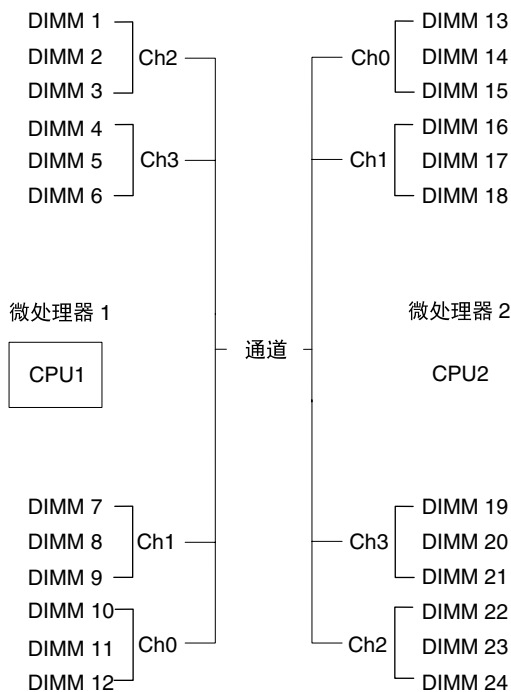 DIMM 1
DIMM 2
DIMM 3
Ch2
DIMM 4
DIMM 5
DIMM 6
Ch3
微处理器 1
CPU1
DIMM 7
DIMM 8
DIMM 9
Ch1
DIMM 10
DIMM 11
DIMM 12
Ch0
通道
DIMM 13
DIMM 14
DIMM 15
Ch0
DIMM 16
DIMM 17
DIMM 18
Ch1
微处理器 2
CPU2
DIMM 19
DIMM 20
DIMM 21
Ch3
DIMM 22
DIMM 23
DIMM 24
Ch2